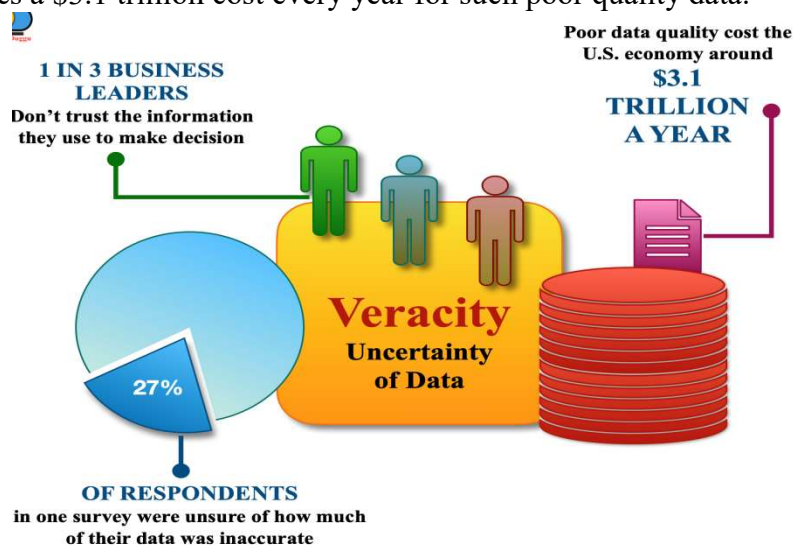 es a $3.1 trillion cost every year for such poor quality data.
1 IN 3 BUSINESS
LEADERS
Don't trust the information
they use to make decision
Poor data quality cost the
U.S. economy around
$3.1
TRILLION
A YEAR
Veracity
Uncertainty
of Data
27%
OF RESPONDENTS
in one survey were unsure of how much
of their data was inaccurate